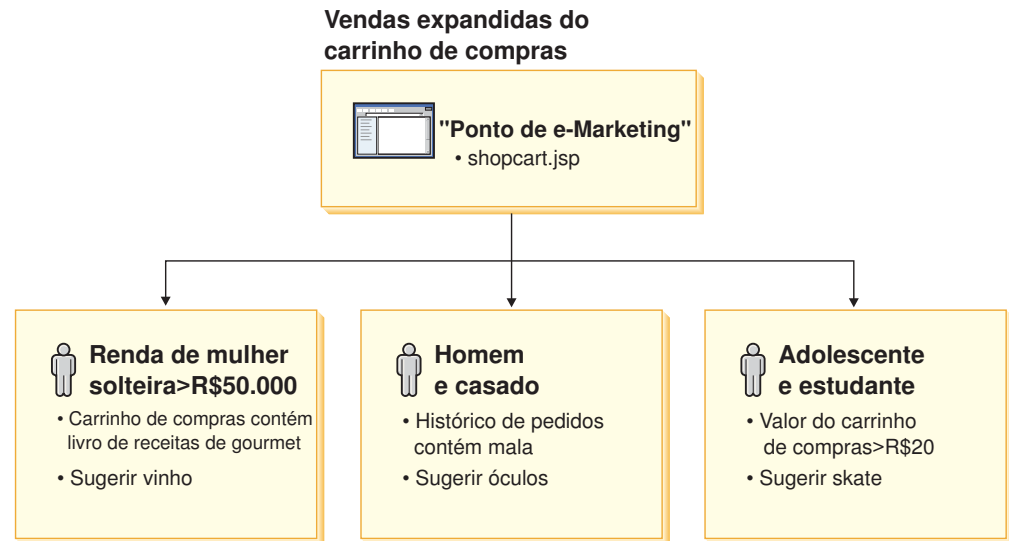 Vendas expandidas do
carrinho de compras
"Ponto de e-Marketing"
• shopcart.jsp
Renda de mulher
solteira>R$50.000
• Carrinho de compras contém
livro de receitas de gourmet
• Sugerir vinho
Homem
e casado
• Histórico de pedidos
contém mala
• Sugerir óculos
Adolescente
e estudante
• Valor do carrinho
de compras>R$20
• Sugerir skate